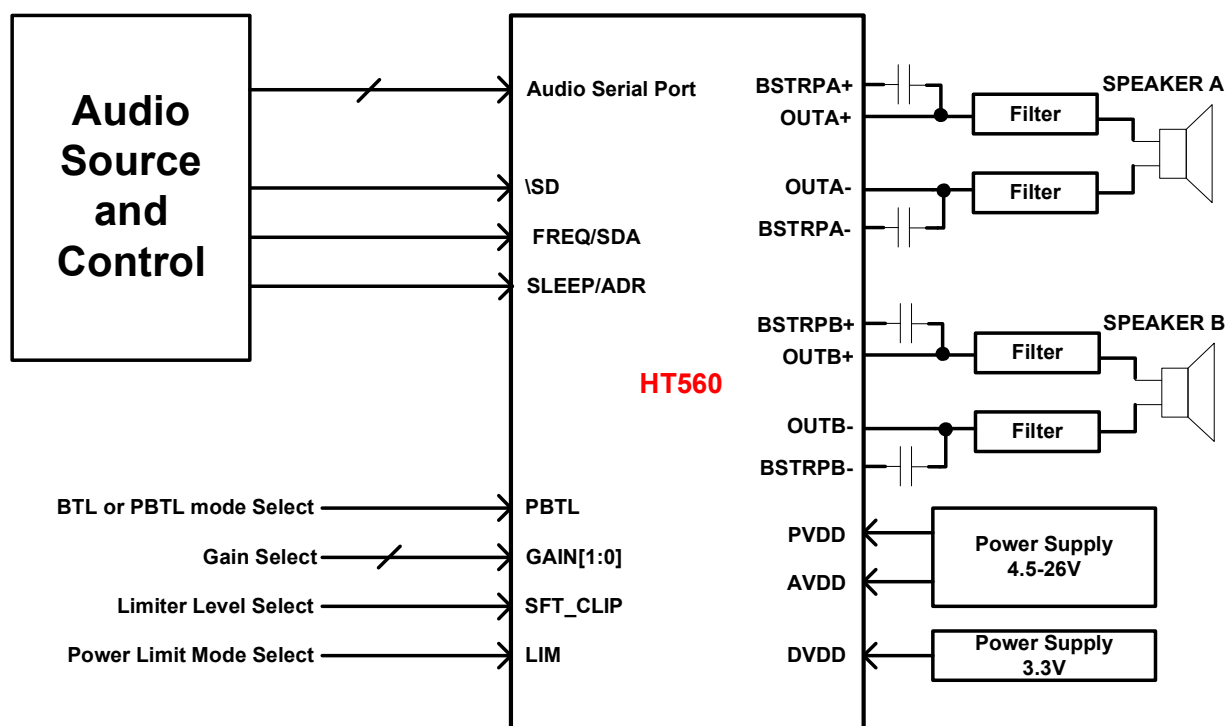 Audio
Source
and
Control
Audio Serial Port
\SD
FREQ/SDA
SLEEP/ADR
BTL or PBTL mode Select
PBTL
Gain Select
GAIN[1:0]
Limiter Level Select
SFT_CLIP
Power Limit Mode Select
LIM
HT560
BSTRPA+
OUTA+
OUTA-
BSTRPA-
BSTRPB+
OUTB+
OUTB-
BSTRPB-
PVDD
AVDD
DVDD
Filter
Filter
SPEAKER A
Filter
Filter
SPEAKER B
Power Supply
4.5-26V
Power Supply
3.3V